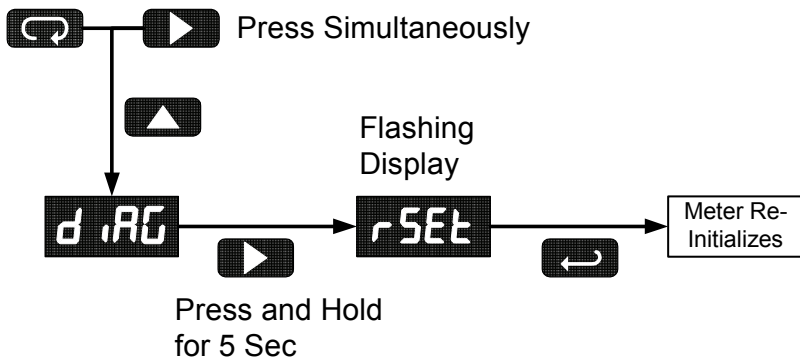 Press Simultaneously
Flashing
Display
d iAG
rSEt
Meter Re-
Initializes
Press and Hold
for 5 Sec